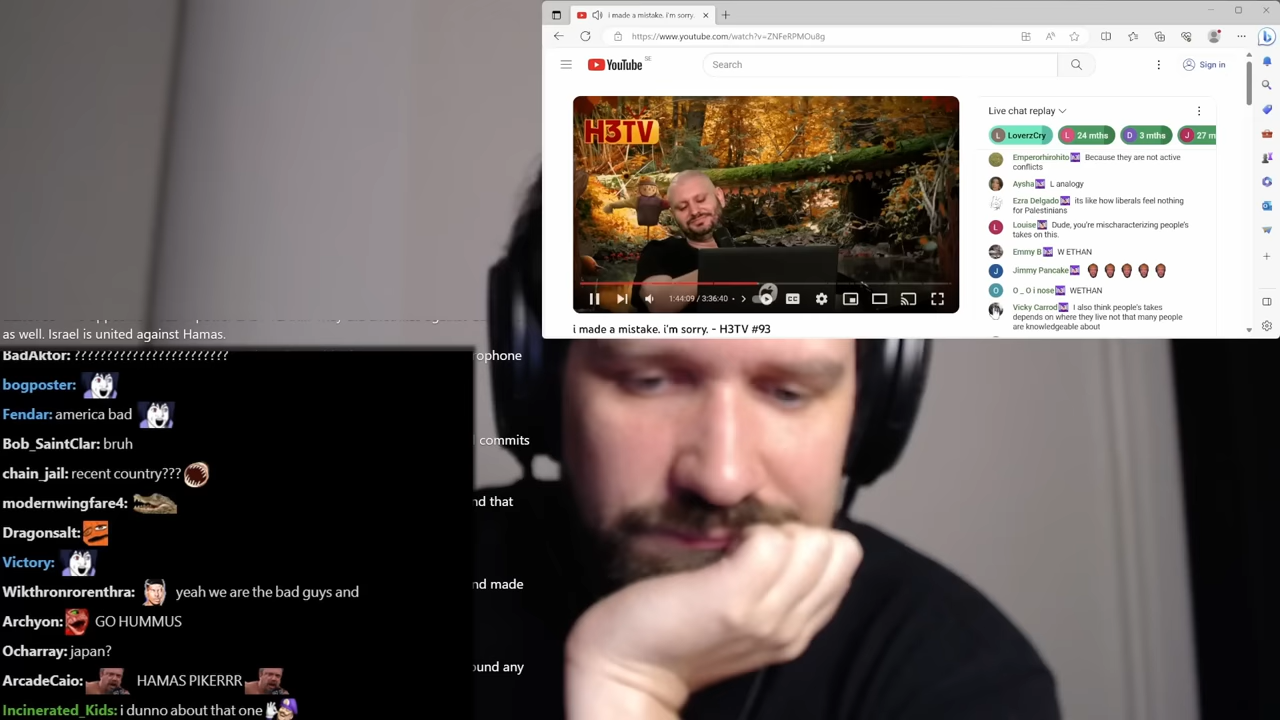 i made a mistake. i'm sorry.
https://www.youtube.com/watch?v=ZNFeRPMOu8g
YouTube SE
Search
Sign in
H3TV
1:44:09 / 3:36:40
i made a mistake. i'm sorry. - H3TV #93
Live chat replay
L LoverzCry
L 24 mths
D 3 mths
J 27 m
Emperorhirohito Because they are not active
conflicts
Aysha L analogy
Ezra Delgado its like how liberals feel nothing
for Palestinians
Louise Dude, you're mischaracterizing people's
takes on this.
Emmy B W ETHAN
Jimmy Pancake
O _ O i nose WETHAN
Vicky Carrod I also think people's takes
depends on where they live not that many people
are knowledgeable about
as well. Israel is united against Hamas.
BadAktor: ???????????????????????
ophone
bogposter:
Fendar: america bad
Bob_SaintClar: bruh
commits
chain_jail: recent country???
modernwingfare4:
nd that
Dragonsalt:
Victory:
Wikthronrorenthra: yeah we are the bad guys and
nd made
Archyon: GO HUMMUS
Ocharray: japan?
ound any
ArcadeCaio: HAMAS PIKERRR
Incinerated_Kids: i dunno about that one